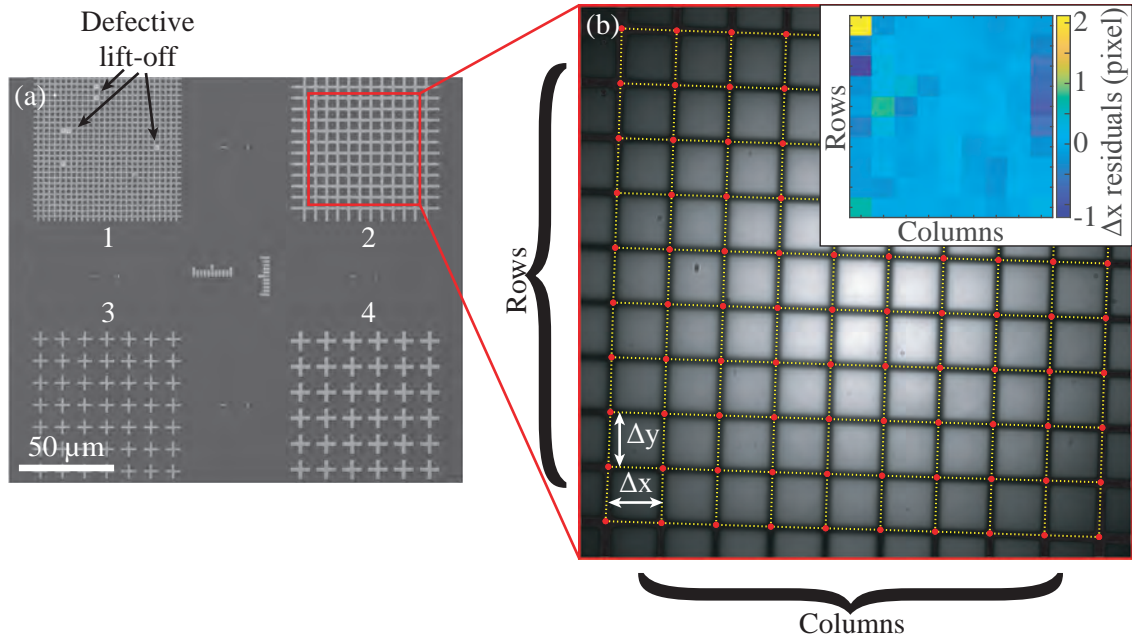 Defective
lift-off
(a)
1
2
3
4
50 µm
(b)
Rows
Δy
Δx
Columns
Rows
Columns
2
1
0
-1
Δx residuals (pixel)